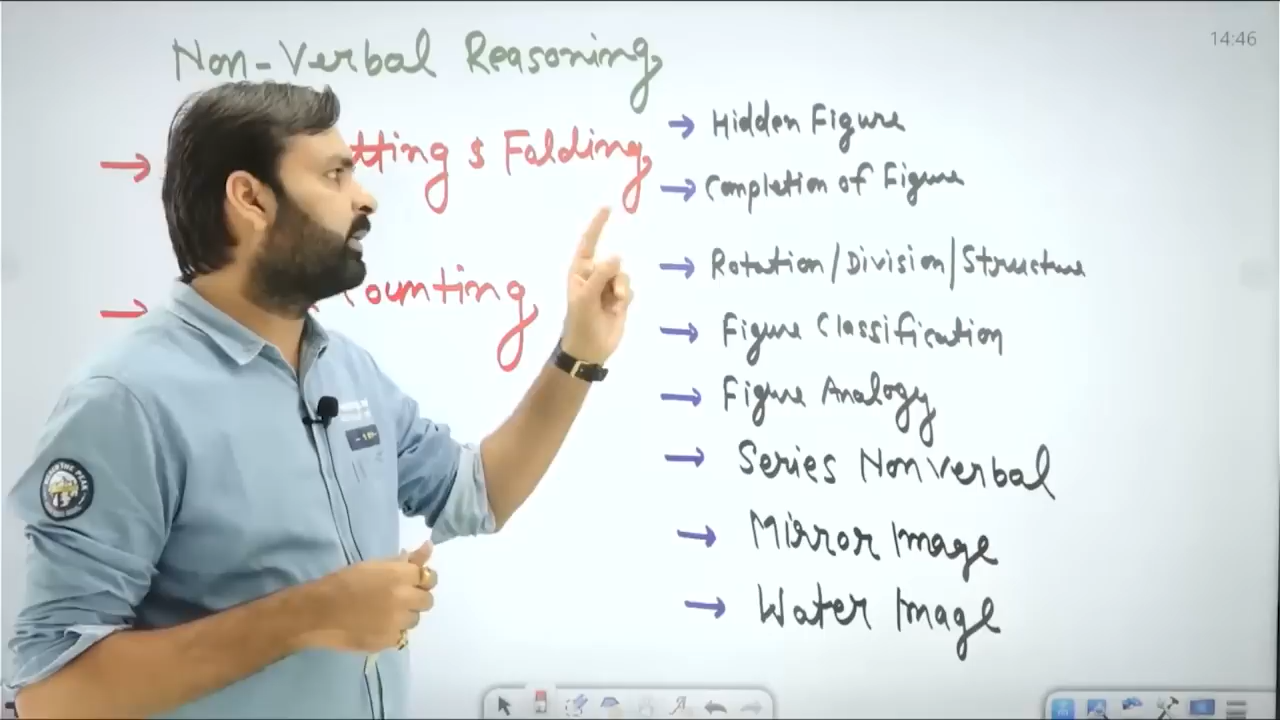 Non-Verbal Reasoning
14:46
→ tting & Folding
→ Counting
→ Hidden Figure
→ Completion of Figure
→ Rotation/Division/Structure
→ Figure Classification
→ Figure Analogy
→ Series Nonverbal
→ Mirror Image
→ Water Image